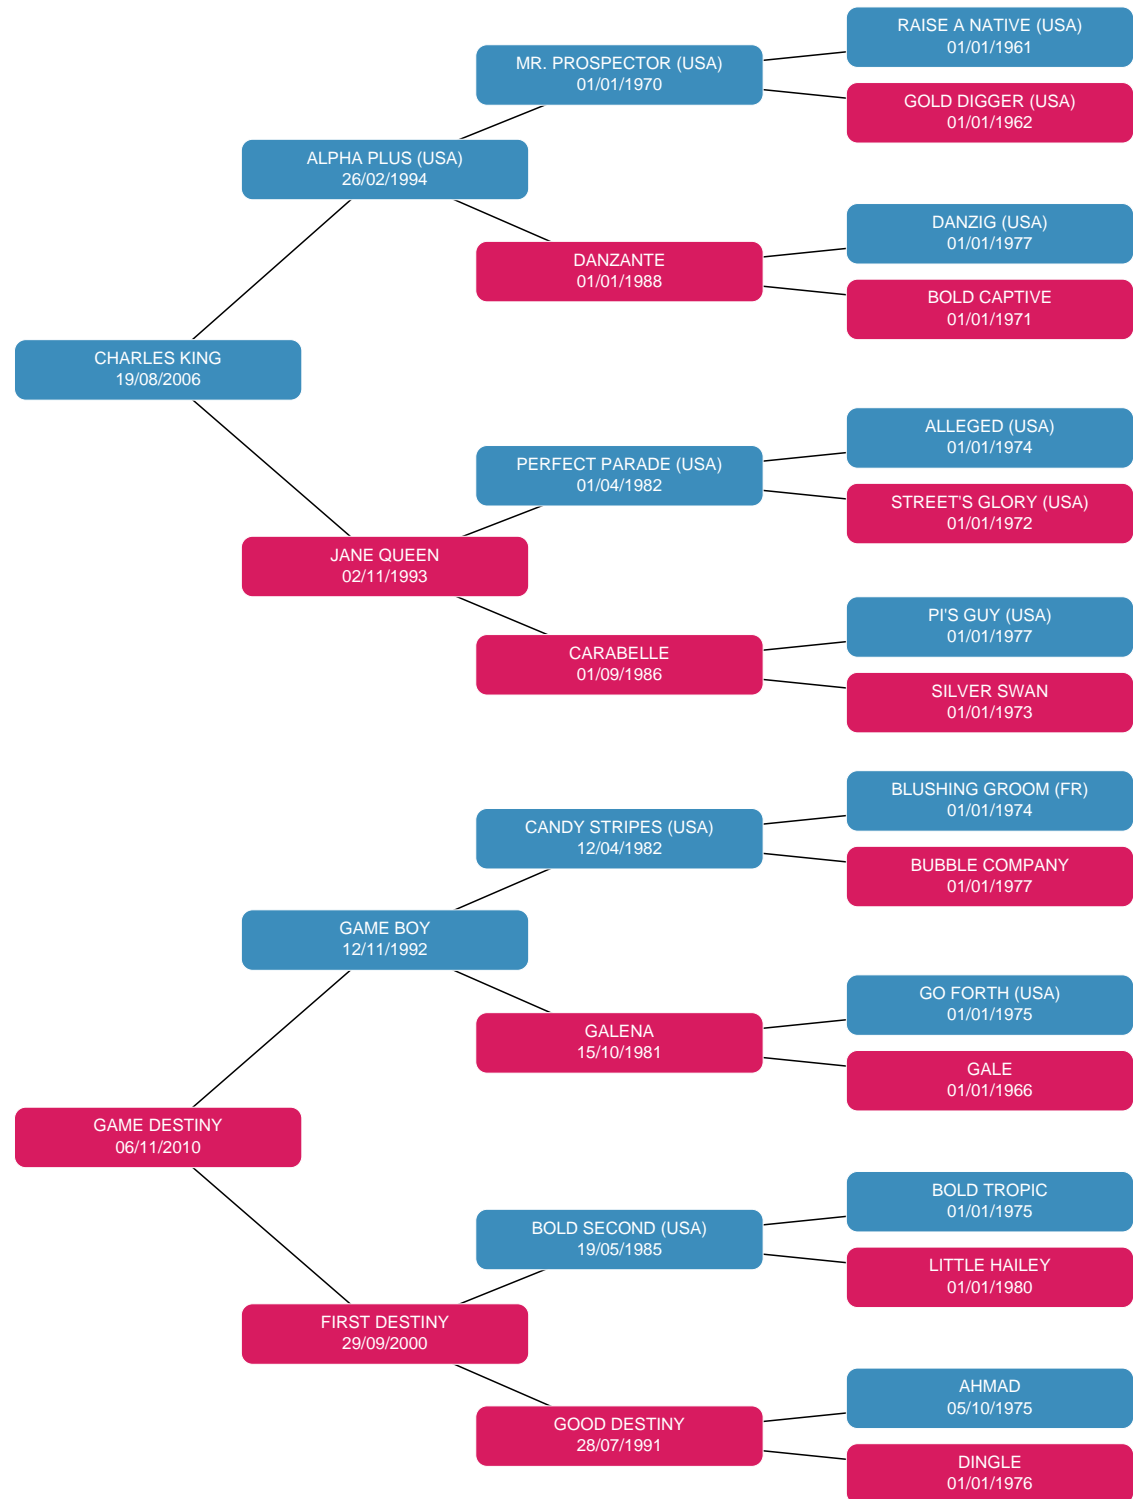 RAISE A NATIVE (USA)
01/01/1961
MR. PROSPECTOR (USA)
01/01/1970
GOLD DIGGER (USA)
01/01/1962
ALPHA PLUS (USA)
26/02/1994
DANZIG (USA)
01/01/1977
DANZANTE
01/01/1988
BOLD CAPTIVE
01/01/1971
CHARLES KING
19/08/2006
ALLEGED (USA)
01/01/1974
PERFECT PARADE (USA)
01/04/1982
STREET'S GLORY (USA)
01/01/1972
JANE QUEEN
02/11/1993
PI'S GUY (USA)
01/01/1977
CARABELLE
01/09/1986
SILVER SWAN
01/01/1973
BLUSHING GROOM (FR)
01/01/1974
CANDY STRIPES (USA)
12/04/1982
BUBBLE COMPANY
01/01/1977
GAME BOY
12/11/1992
GO FORTH (USA)
01/01/1975
GALENA
15/10/1981
GALE
01/01/1966
GAME DESTINY
06/11/2010
BOLD TROPIC
01/01/1975
BOLD SECOND (USA)
19/05/1985
LITTLE HAILEY
01/01/1980
FIRST DESTINY
29/09/2000
AHMAD
05/10/1975
GOOD DESTINY
28/07/1991
DINGLE
01/01/1976